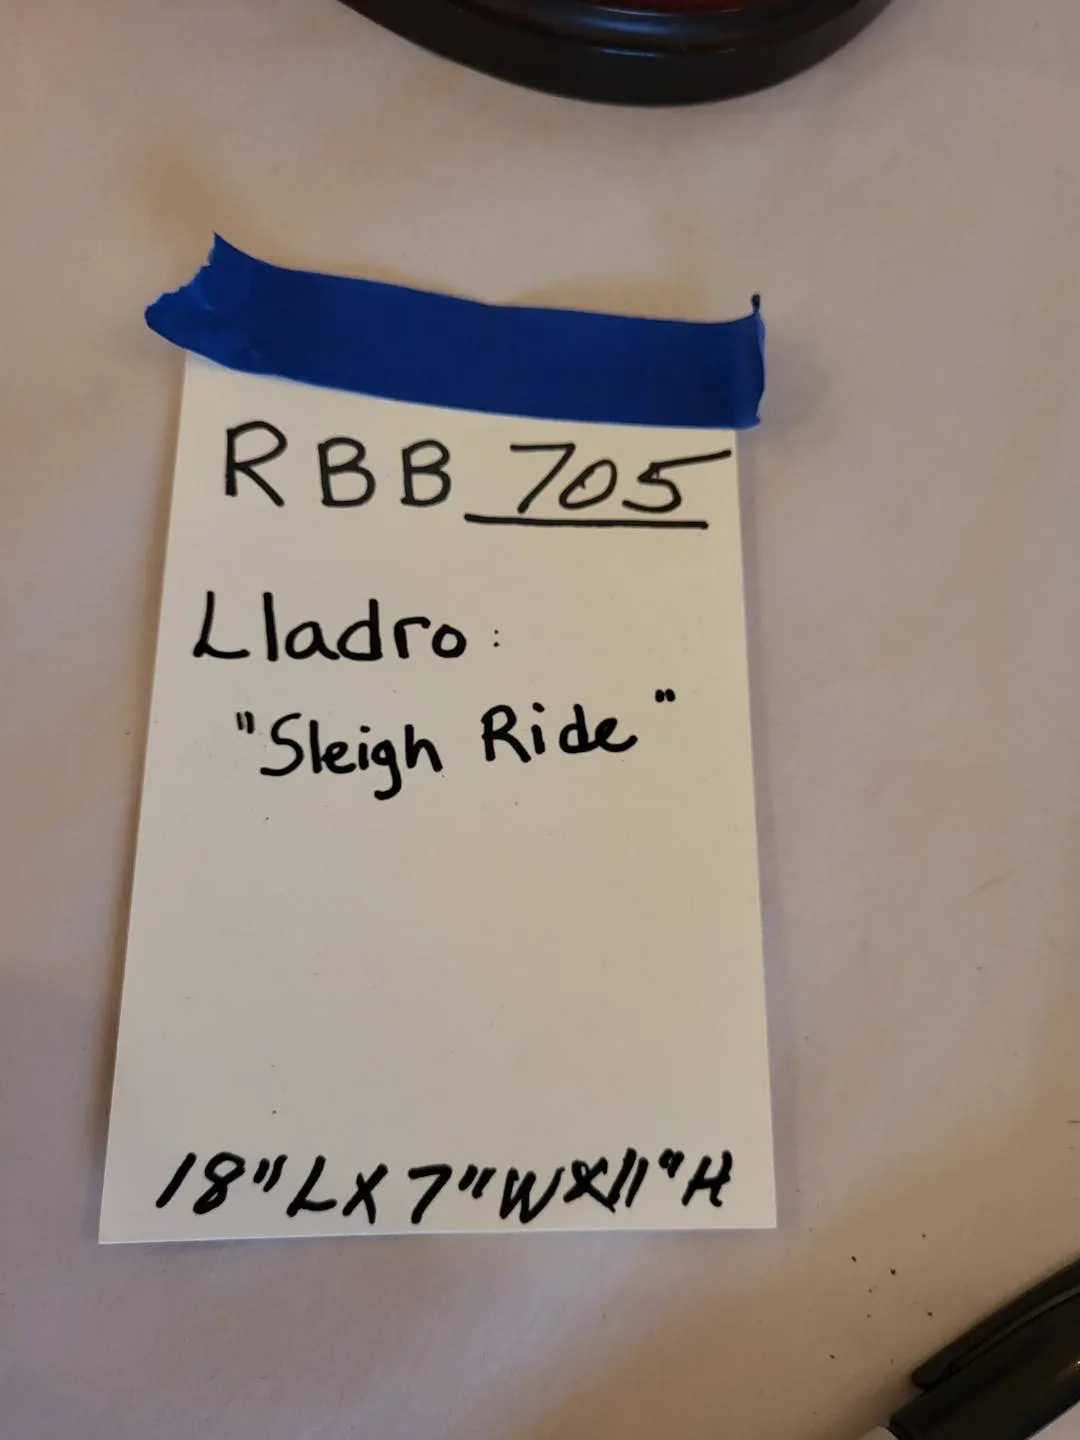 RBB 705
Lladro:
"Sleigh Ride"
18"L X 7"W X 11"H